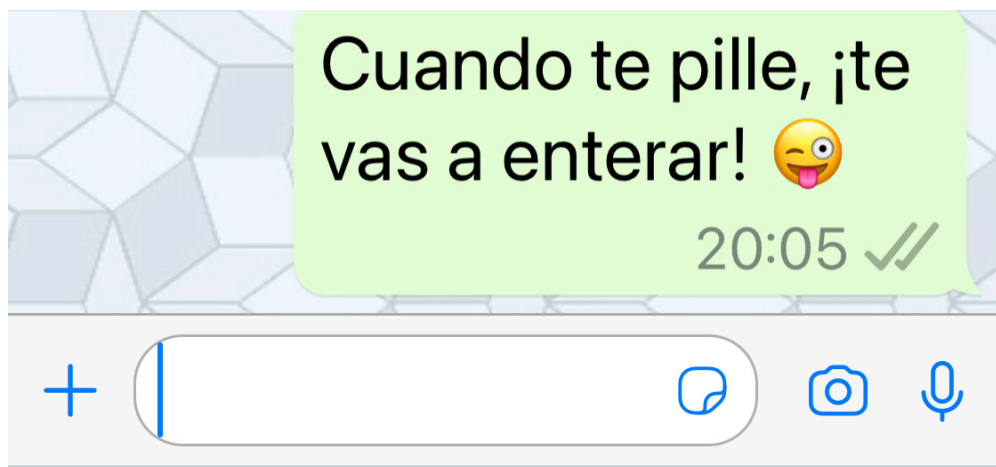 Cuando te pille, ¡te
vas a enterar! 😜
20:05